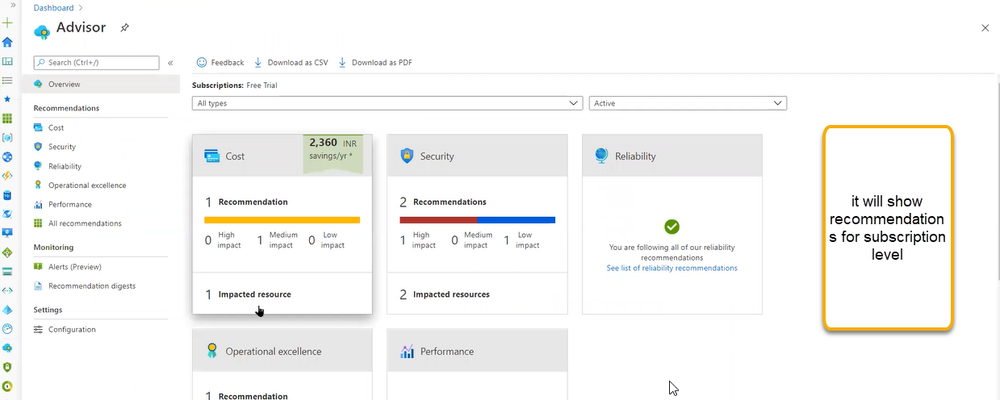 Dashboard
Advisor
Search (Ctrl+/)
Feedback
Download as CSV
Download as PDF
Overview
Recommendations
Cost
Security
Reliability
Operational excellence
Performance
All recommendations
Monitoring
Alerts (Preview)
Recommendation digests
Settings
Configuration
Subscriptions: Free Trial
All types
Active
Cost
2,360 INR
savings/yr *
1 Recommendation
0 High impact
1 Medium impact
0 Low impact
1 Impacted resource
Security
2 Recommendations
1 High impact
0 Medium impact
1 Low impact
2 Impacted resources
Reliability
You are following all of our reliability
recommendations
See list of reliability recommendations
Operational excellence
1 Recommendation
Performance
it will show
recommendation
s for subscription
level